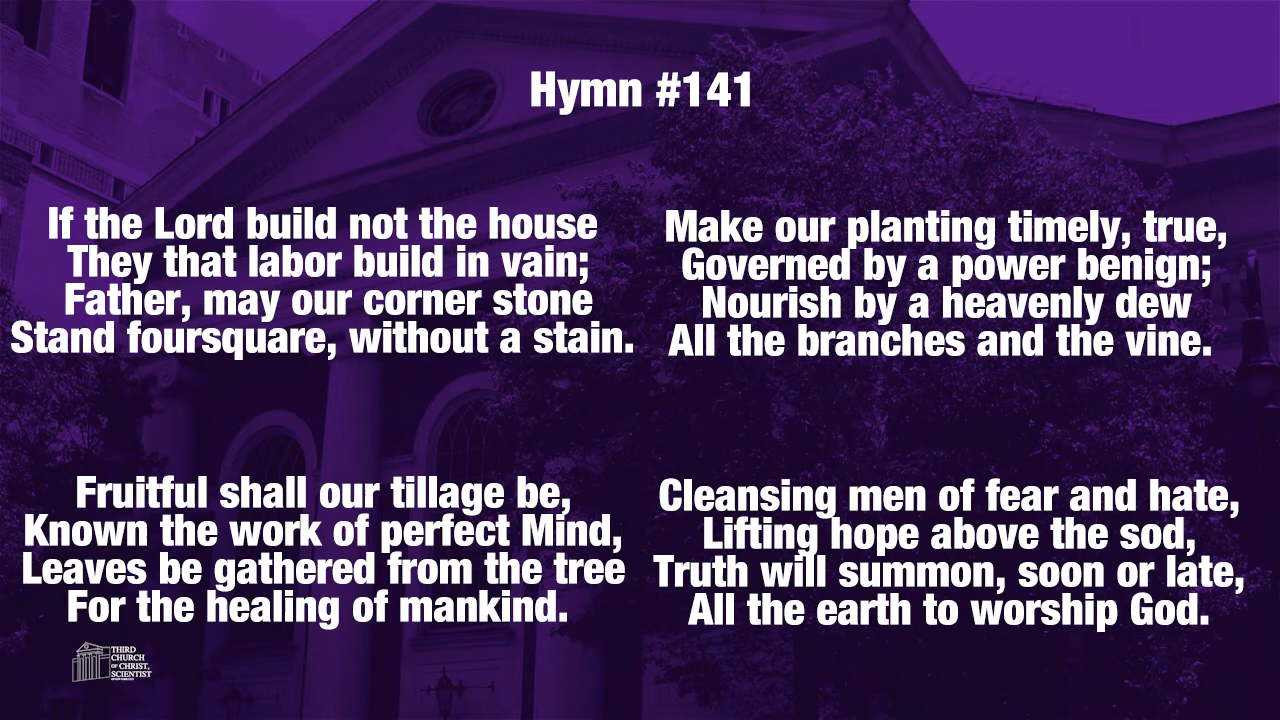 Hymn #141
If the Lord build not the house
They that labor build in vain;
Father, may our corner stone
Stand foursquare, without a stain.
Make our planting timely, true,
Governed by a power benign;
Nourish by a heavenly dew
All the branches and the vine.
Fruitful shall our tillage be,
Known the work of perfect Mind,
Leaves be gathered from the tree
For the healing of mankind.
Cleansing men of fear and hate,
Lifting hope above the sod,
Truth will summon, soon or late,
All the earth to worship God.
THIRD
CHURCH
OF CHRIST,
SCIENTIST